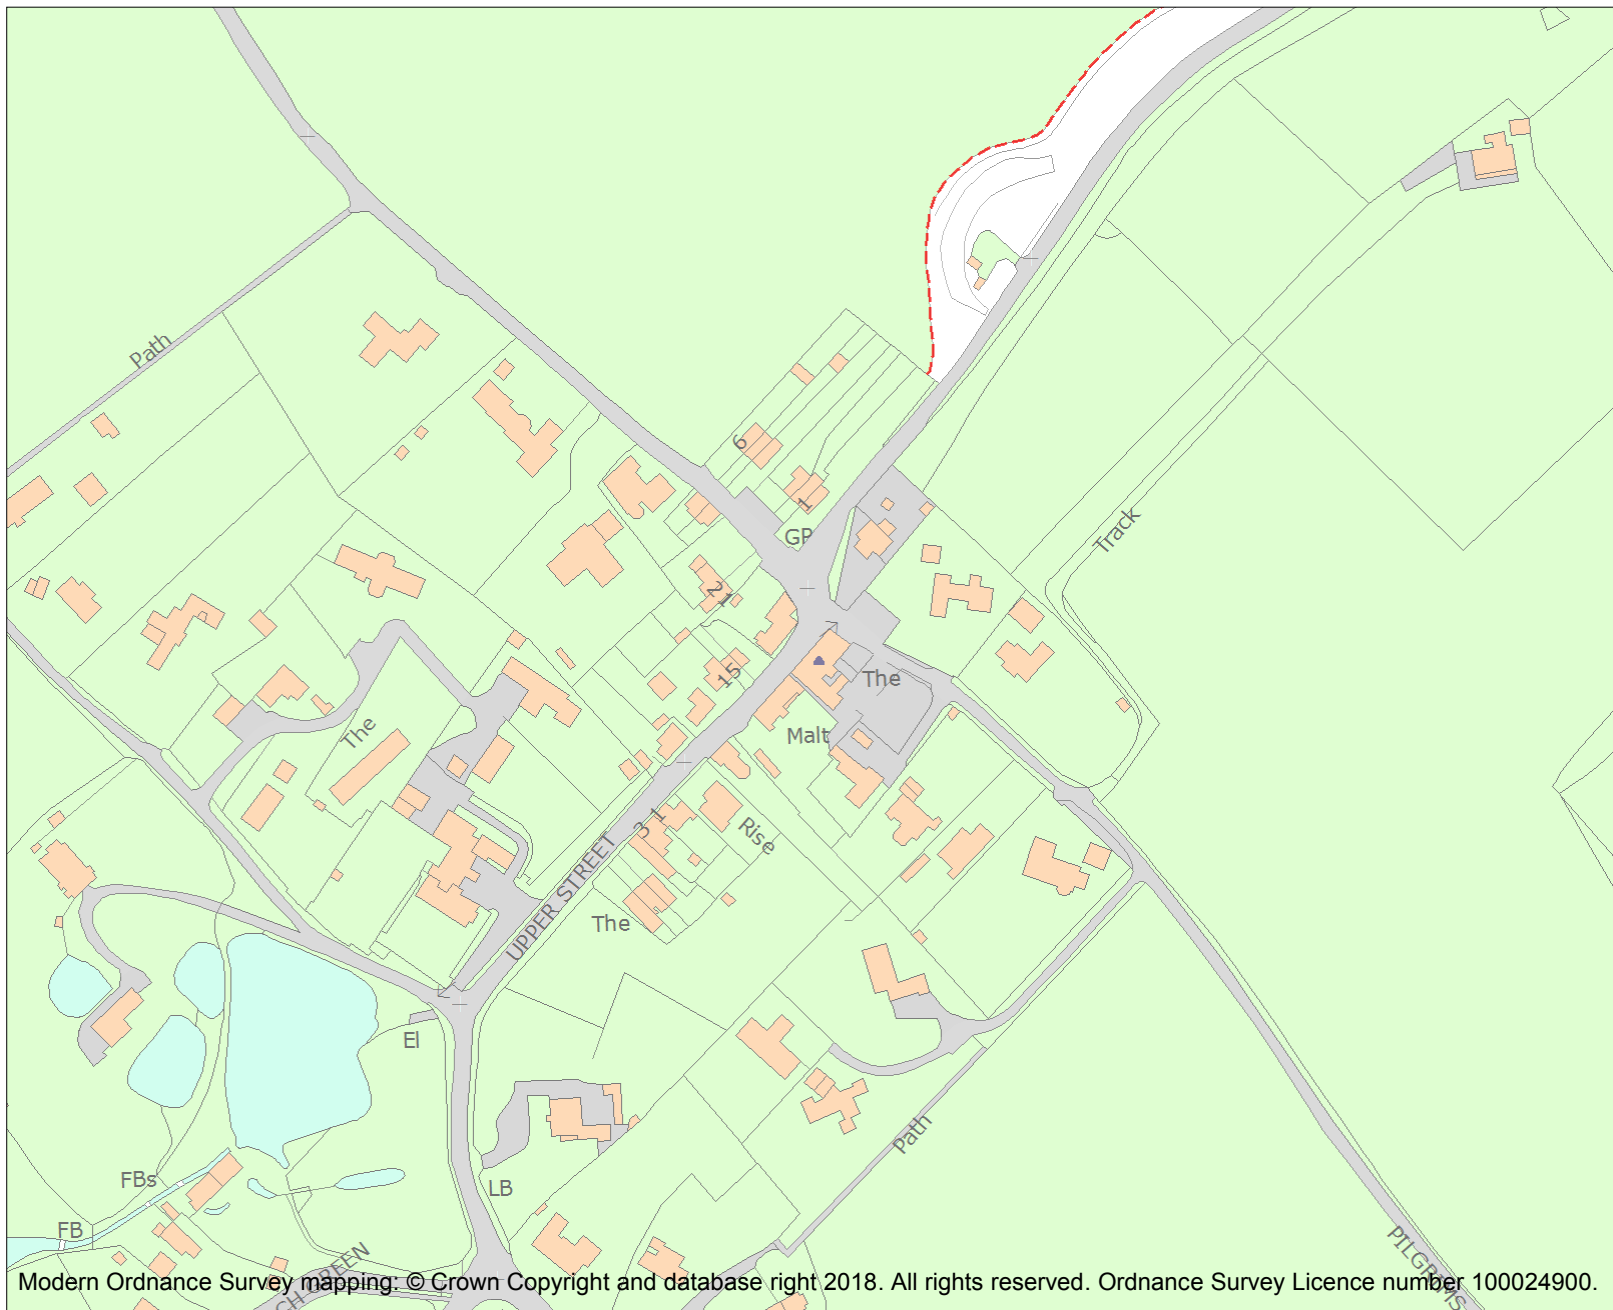 Path
6
1
GP
Track
21
15
The
The
Malt
3 1
Rise
UPPER STREET
The
El
Path
FBs
LB
FB
CH GREEN
PILGRIMS
Modern Ordnance Survey mapping: © Crown Copyright and database right 2018. All rights reserved. Ordnance Survey Licence number 100024900.